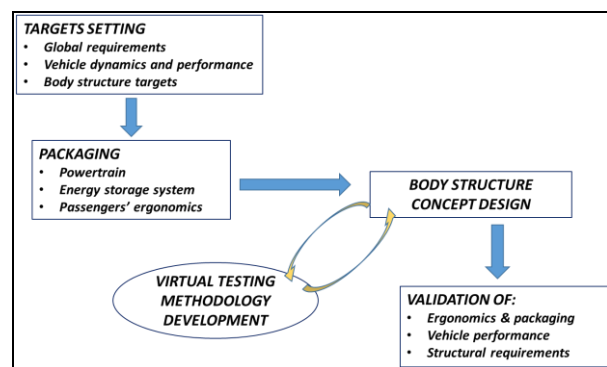 TARGETS SETTING
• Global requirements
• Vehicle dynamics and performance
• Body structure targets
PACKAGING
• Powertrain
• Energy storage system
• Passengers' ergonomics
BODY STRUCTURE
CONCEPT DESIGN
VIRTUAL TESTING
METHODOLOGY
DEVELOPMENT
VALIDATION OF:
• Ergonomics & packaging
• Vehicle performance
• Structural requirements